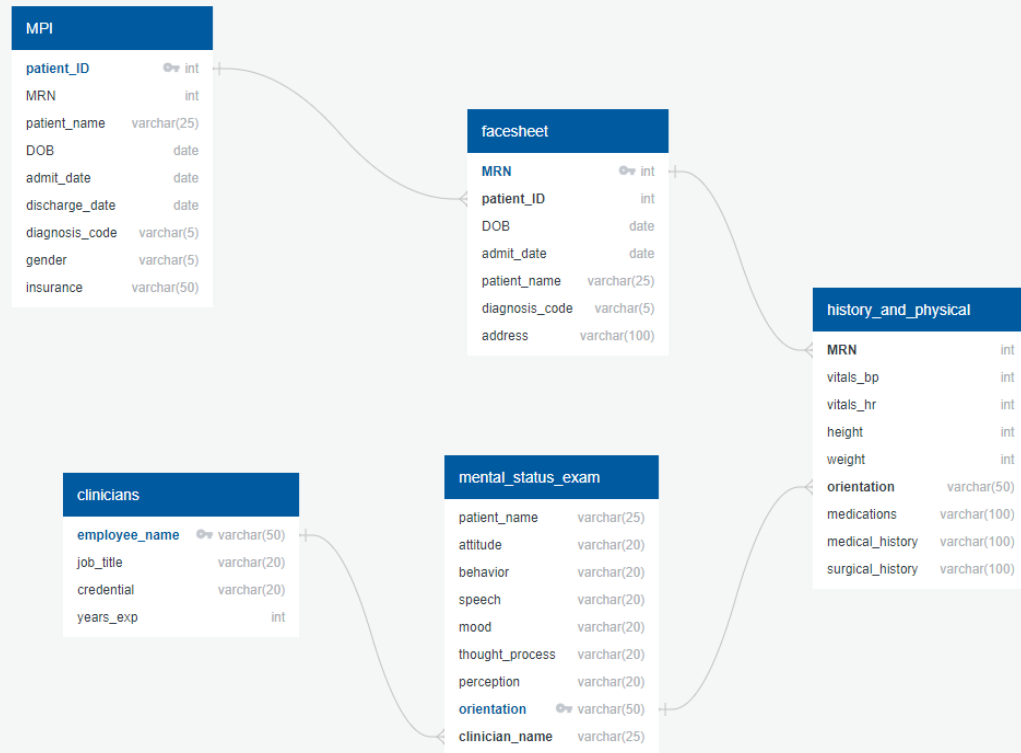 MPI
patient_ID int
MRN int
patient_name varchar(25)
DOB date
admit_date date
discharge_date date
diagnosis_code varchar(5)
gender varchar(5)
insurance varchar(50)
facesheet
MRN int
patient_ID int
DOB date
admit_date date
patient_name varchar(25)
diagnosis_code varchar(5)
address varchar(100)
history_and_physical
MRN int
vitals_bp int
vitals_hr int
height int
weight int
orientation varchar(50)
medications varchar(100)
medical_history varchar(100)
surgical_history varchar(100)
clinicians
employee_name varchar(50)
job_title varchar(20)
credential varchar(20)
years_exp int
mental_status_exam
patient_name varchar(25)
attitude varchar(20)
behavior varchar(20)
speech varchar(20)
mood varchar(20)
thought_process varchar(20)
perception varchar(20)
orientation varchar(50)
clinician_name varchar(25)